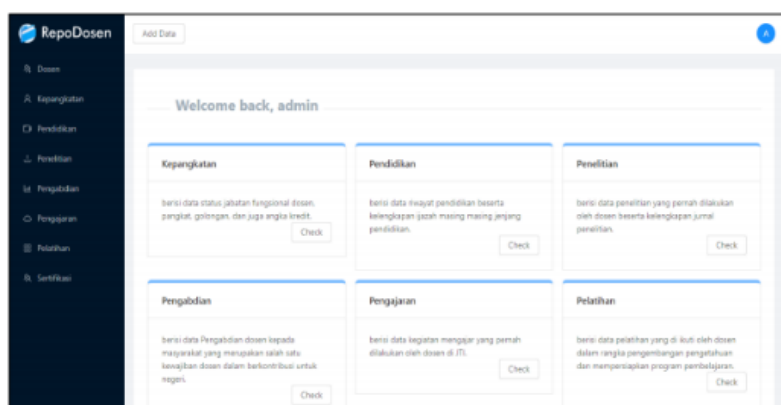 RepoDosen
Add Data
A
Dosen
Kepangkatan
Pendidikan
Penelitian
Pengabdian
Pengajaran
Pelatihan
Sertifikasi
Welcome back, admin
Kepangkatan
berisi data status jabatan fungsional dosen,
pangkat, golongan, dan juga angka kredit.
Check
Pendidikan
berisi data riwayat pendidikan beserta
kelengkapan ijazah masing masing jenjang
pendidikan.
Check
Penelitian
berisi data penelitian yang pernah dilakukan
oleh dosen beserta kelengkapan jurnal
penelitian.
Check
Pengabdian
berisi data Pengabdian dosen kepada
masyarakat yang merupakan salah satu
kewajiban dosen dalam berkontribusi untuk
negeri.
Check
Pengajaran
berisi data kegiatan mengajar yang pernah
dilakukan oleh dosen di JTI.
Check
Pelatihan
berisi data pelatihan yang di ikuti oleh dosen
dalam rangka pengembangan pengetahuan
dan mempersiapkan program pembelajaran.
Check